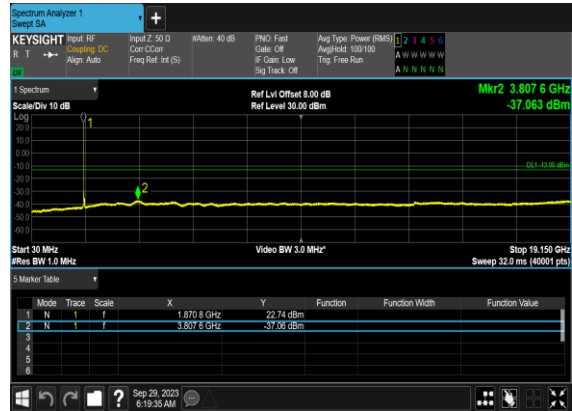 Spectrum Analyzer 1
Swept SA
+
KEYSIGHT
R T
LW
Input: RF
Coupling: DC
Align: Auto
Input Z: 50 Ω
Corr CCorr
Freq Ref: Int (S)
#Atten: 40 dB
PNO: Fast
Gate: Off
IF Gain: Low
Sig Track: Off
Avg Type: Power (RMS)
Avg|Hold: 100/100
Trig: Free Run
1 2 3 4 5 6
A W W W W W
A N N N N N
1 Spectrum
Scale/Div 10 dB
Ref Lvl Offset 8.00 dB
Ref Level 30.00 dBm
Mkr2 3.807 6 GHz
-37.063 dBm
Log
20.0
10.0
0.00
-10.0
-20.0
-30.0
-40.0
-50.0
-60.0
1
2
DL1 -13.00 dBm
Start 30 MHz
#Res BW 1.0 MHz
Video BW 3.0 MHz*
Stop 19.150 GHz
Sweep 32.0 ms (40001 pts)
5 Marker Table
Mode Trace Scale X Y Function Function Width Function Value
1 N 1 f 1.870 8 GHz 22.74 dBm
2 N 1 f 3.807 6 GHz -37.06 dBm
3
4
5
6
?
Sep 29, 2023
6:19:35 AM